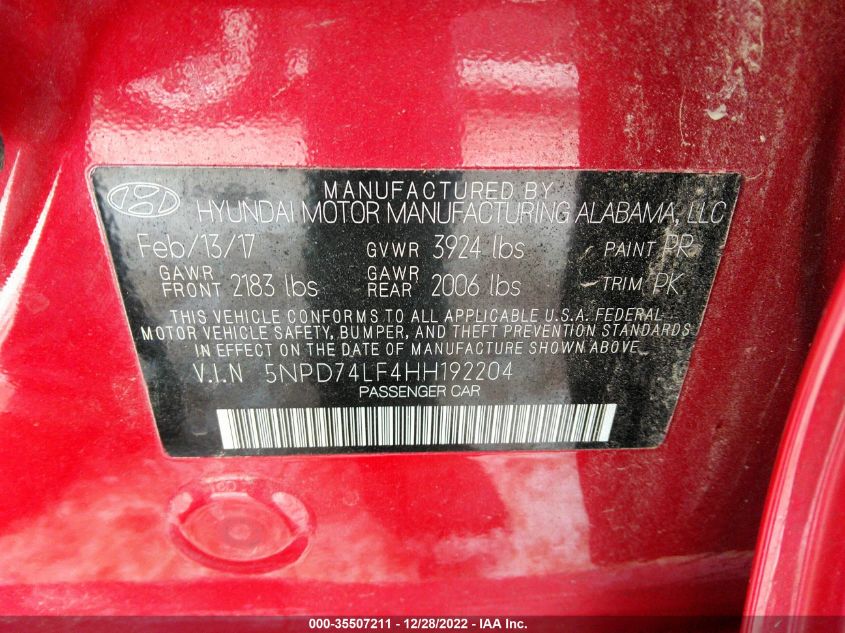 MANUFACTURED BY
HYUNDAI MOTOR MANUFACTURING ALABAMA, LLC
Feb/13/17 GVWR 3924 lbs PAINT PR
GAWR FRONT 2183 lbs GAWR REAR 2006 lbs TRIM PK
THIS VEHICLE CONFORMS TO ALL APPLICABLE U.S.A. FEDERAL
MOTOR VEHICLE SAFETY, BUMPER, AND THEFT PREVENTION STANDARDS
IN EFFECT ON THE DATE OF MANUFACTURE SHOWN ABOVE.
V.I.N 5NPD74LF4HH192204
PASSENGER CAR
000-35507211 - 12/28/2022 - IAA Inc.